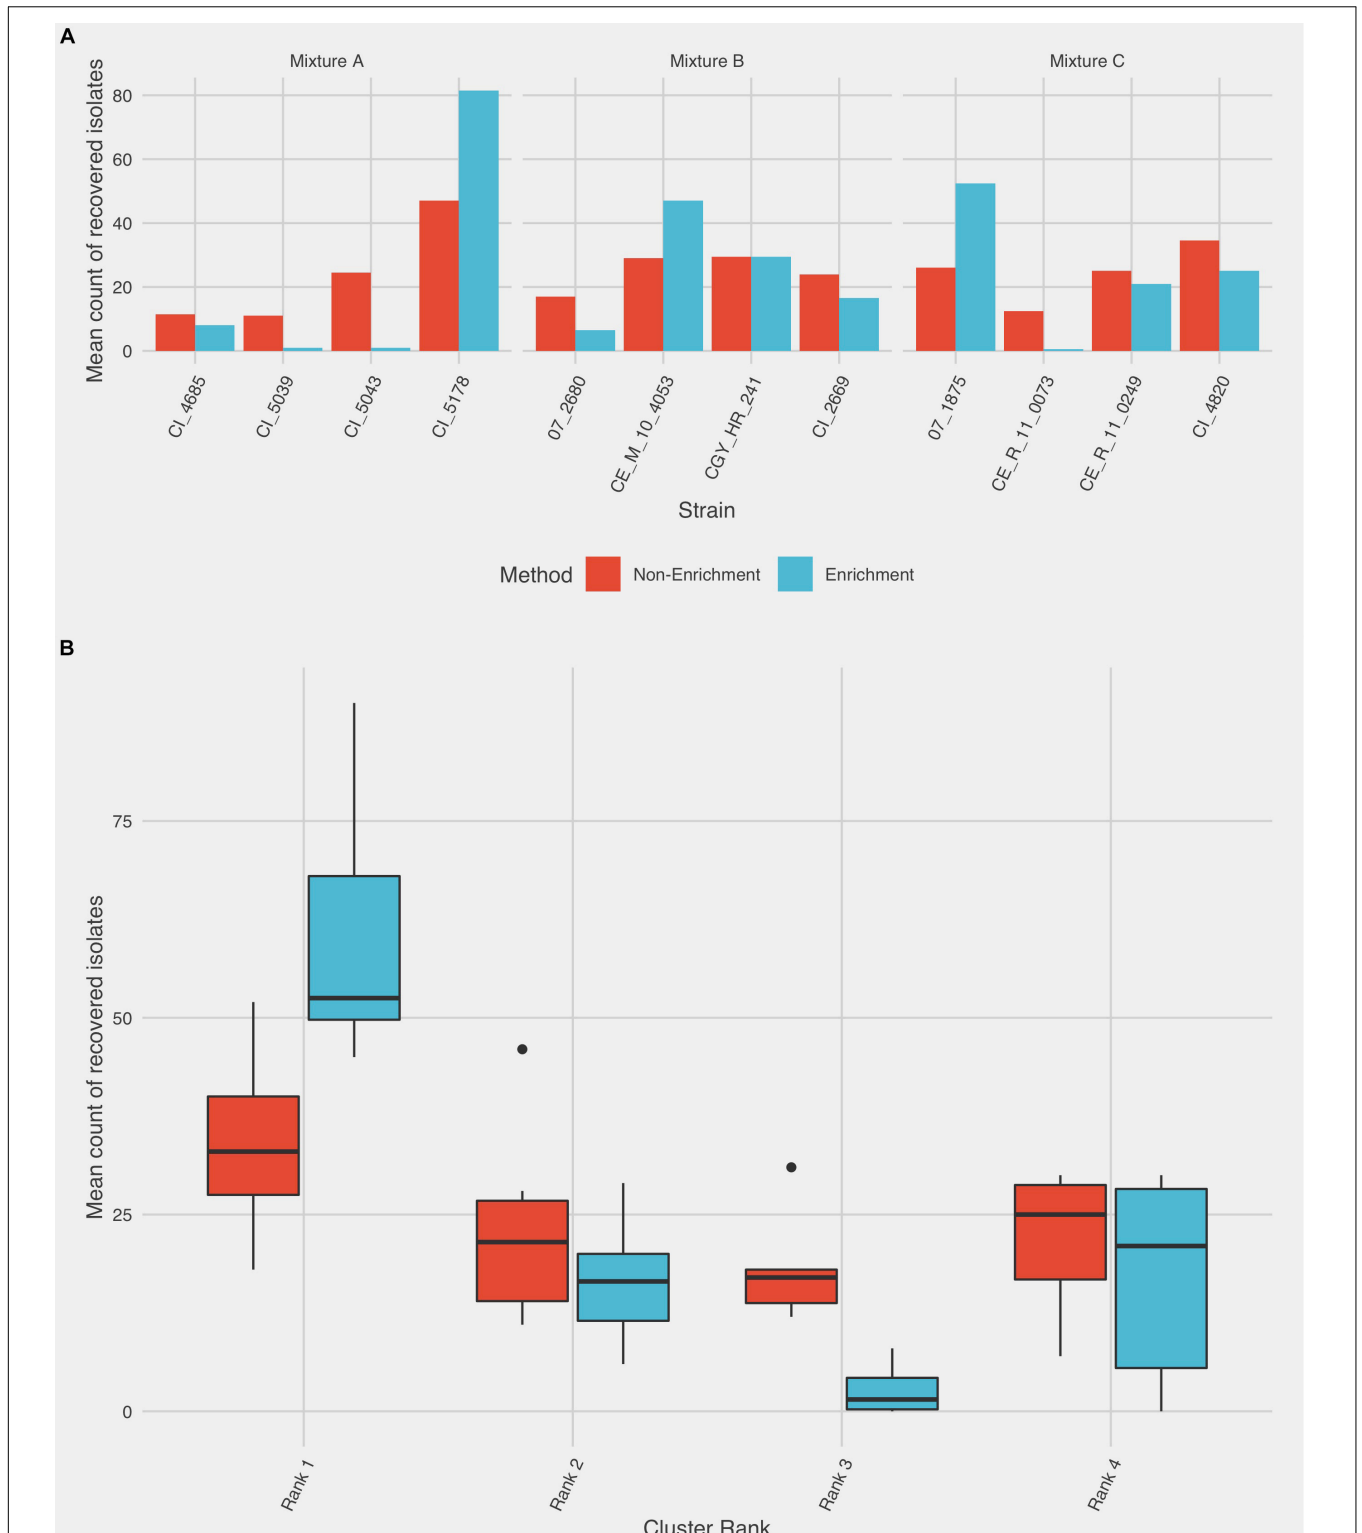 A
Mixture A
Mixture B
Mixture C
Mean count of recovered isolates
80
60
40
20
0
CI_4685
CI_5039
CI_5043
CI_5178
07_2680
CE_M_10_4053
CGY_HR_241
CI_2669
07_1875
CE_R_11_0073
CE_R_11_0249
CI_4820
Strain
Method Non-Enrichment Enrichment
B
Mean count of recovered isolates
75
50
25
0
Rank 1
Rank 2
Rank 3
Rank 4
Cluster Rank